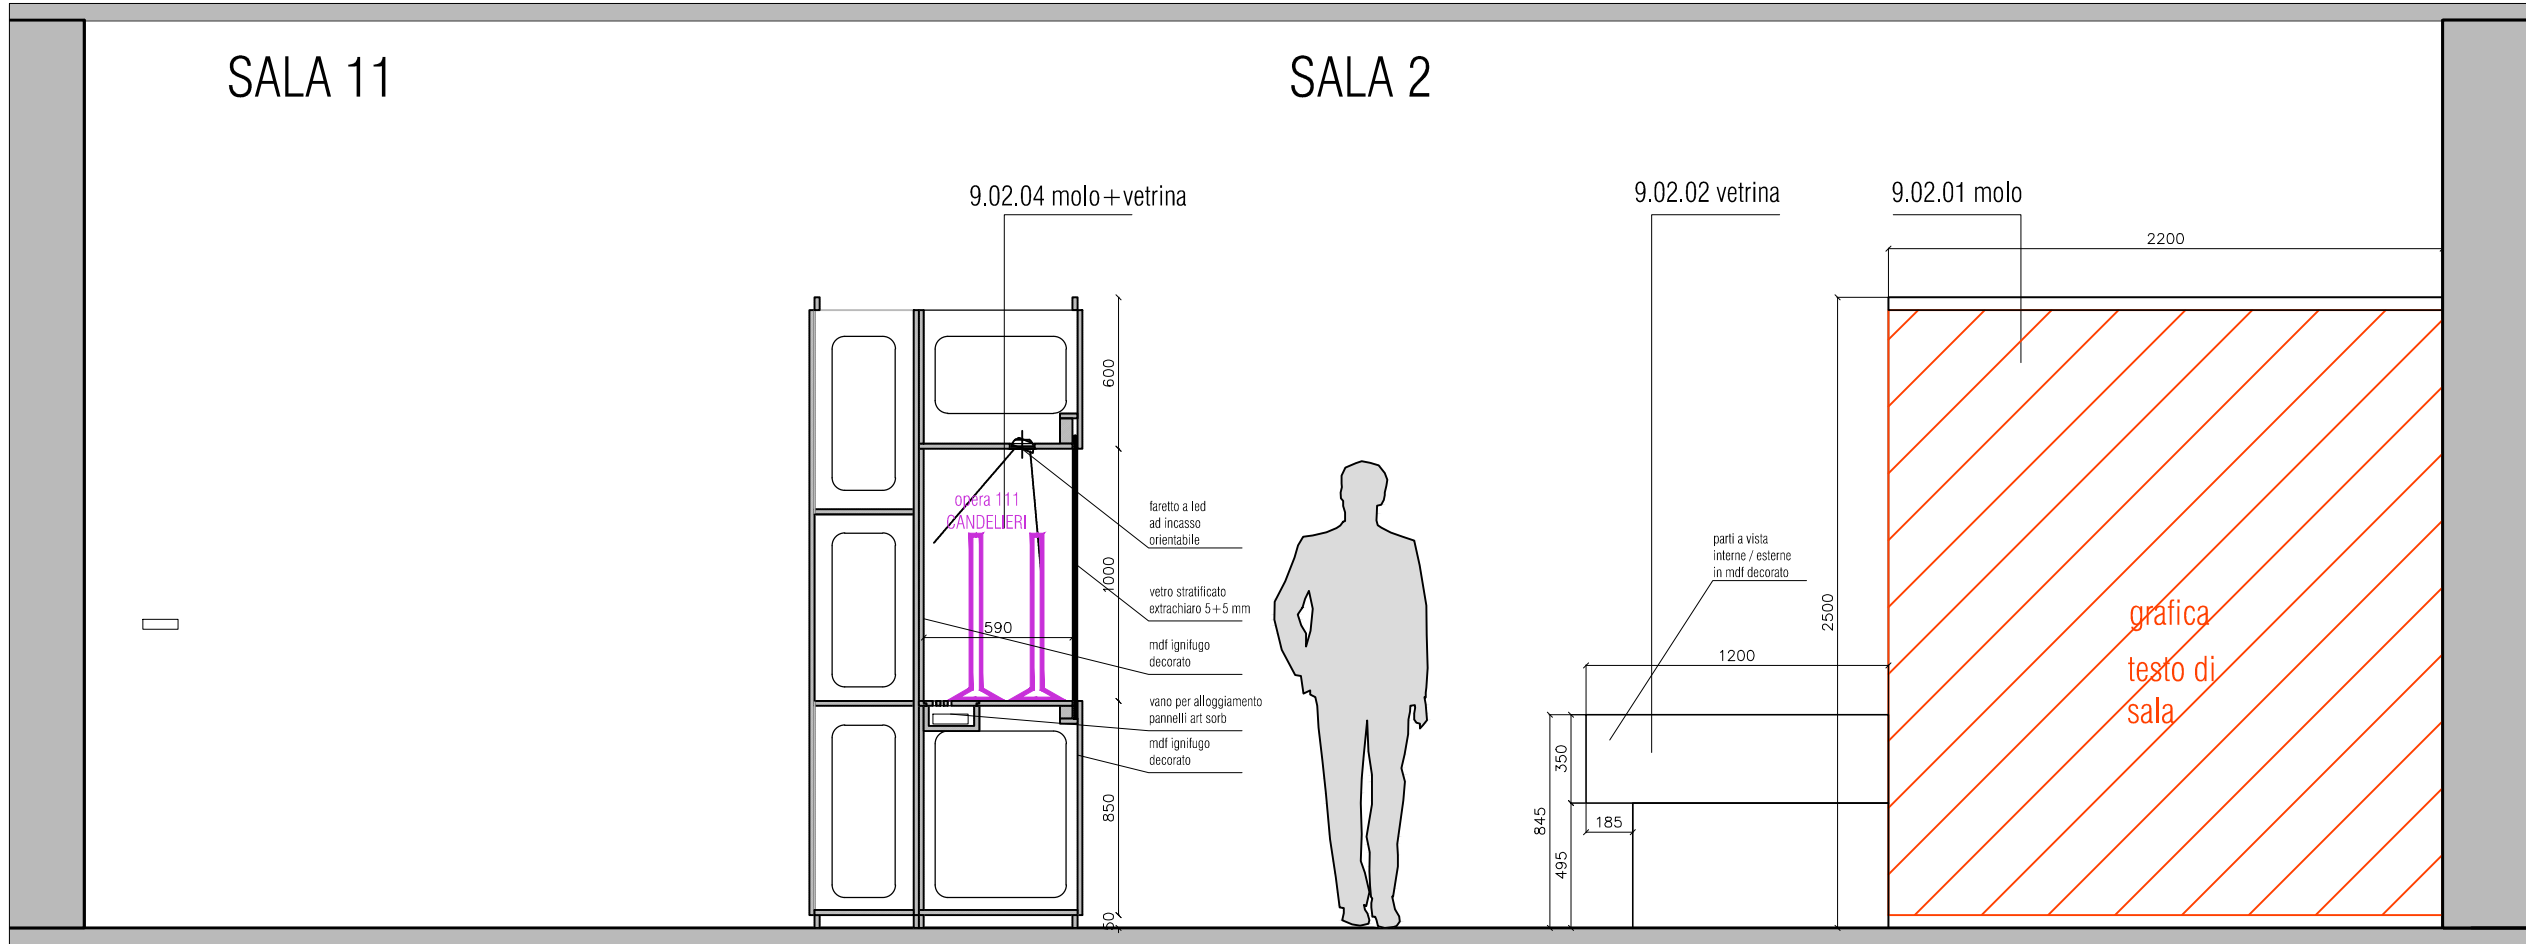 SALA 11
SALA 2
9.02.04 molo+vetrina
9.02.02 vetrina
9.02.01 molo
2200
600
opera 111
CANDELIERI
faretto a led
ad incasso
orientabile
1000
vetro stratificato
extrachiaro 5+5 mm
590
mdf ignifugo
decorato
vano per alloggiamento
pannelli art sorb
mdf ignifugo
decorato
850
50
parti a vista
interne / esterne
in mdf decorato
2500
1200
350
845
185
495
grafica
testo di
sala